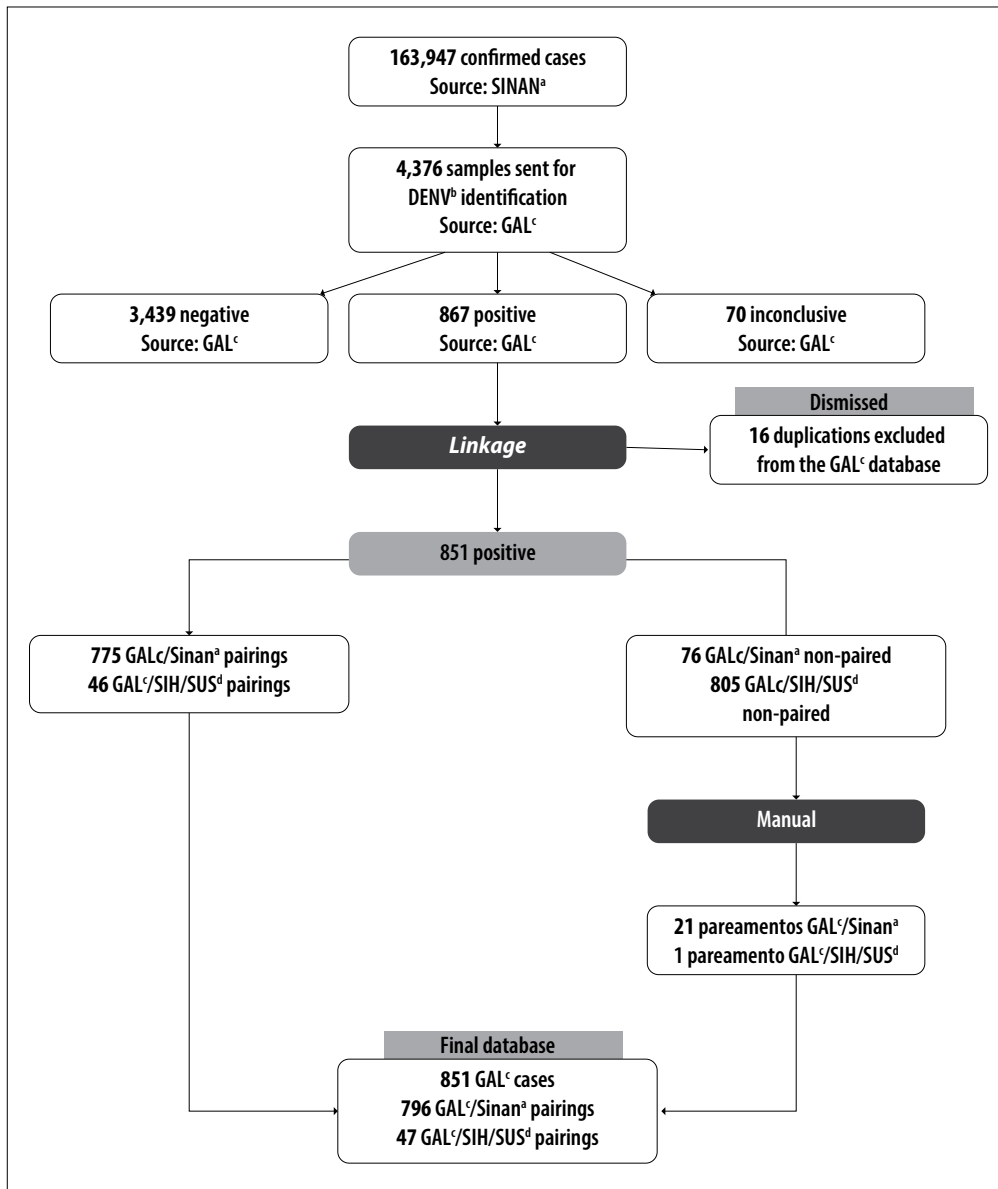 163,947 confirmed cases
Source: SINANᵃ
4,376 samples sent for
DENVᵇ identification
Source: GALᶜ
3,439 negative
Source: GALᶜ
867 positive
Source: GALᶜ
70 inconclusive
Source: GALᶜ
Dismissed
16 duplications excluded
from the GALᶜ database
Linkage
851 positive
775 GALc/Sinanᵃ pairings
46 GALᶜ/SIH/SUSᵈ pairings
76 GALc/Sinanᵃ non-paired
805 GALc/SIH/SUSᵈ
non-paired
Manual
21 pareamentos GALᶜ/Sinanᵃ
1 pareamento GALᶜ/SIH/SUSᵈ
Final database
851 GALᶜ cases
796 GALᶜ/Sinanᵃ pairings
47 GALᶜ/SIH/SUSᵈ pairings